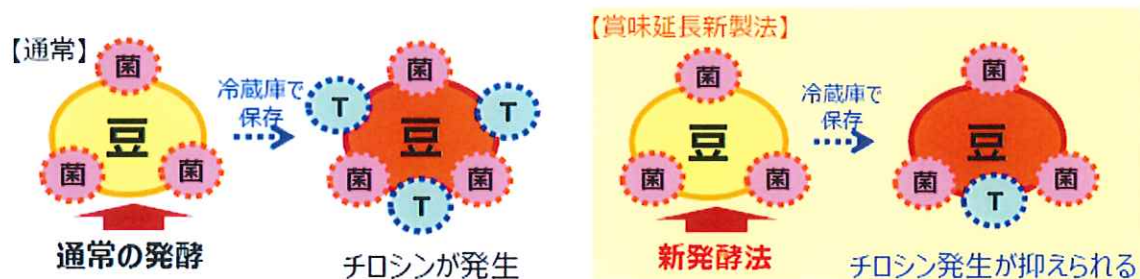 【通常】
菌
豆
菌
菌
通常の発酵
冷蔵庫で
保存
菌
T
T
豆
菌
菌
T
チロシンが発生
【賞味延長新製法】
菌
豆
菌
菌
新発酵法
冷蔵庫で
保存
菌
豆
菌
菌
T
チロシン発生が抑えられる